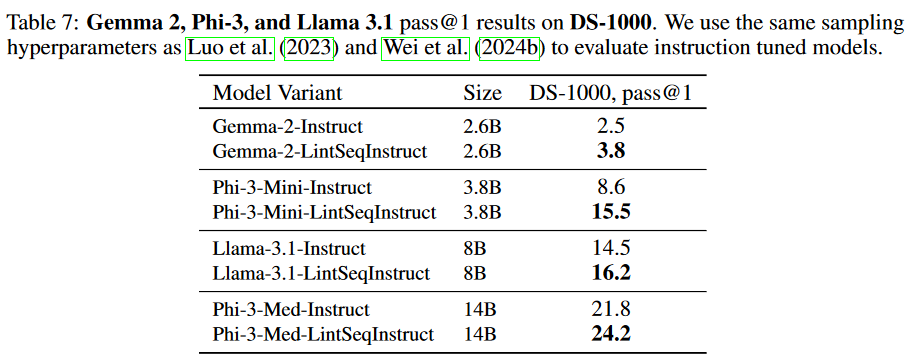 Table 7: Gemma 2, Phi-3, and Llama 3.1 pass@1 results on DS-1000. We use the same sampling
hyperparameters as Luo et al. (2023) and Wei et al. (2024b) to evaluate instruction tuned models.
Model Variant Size DS-1000, pass@1
Gemma-2-Instruct 2.6B 2.5
Gemma-2-LintSeqInstruct 2.6B 3.8
Phi-3-Mini-Instruct 3.8B 8.6
Phi-3-Mini-LintSeqInstruct 3.8B 15.5
Llama-3.1-Instruct 8B 14.5
Llama-3.1-LintSeqInstruct 8B 16.2
Phi-3-Med-Instruct 14B 21.8
Phi-3-Med-LintSeqInstruct 14B 24.2